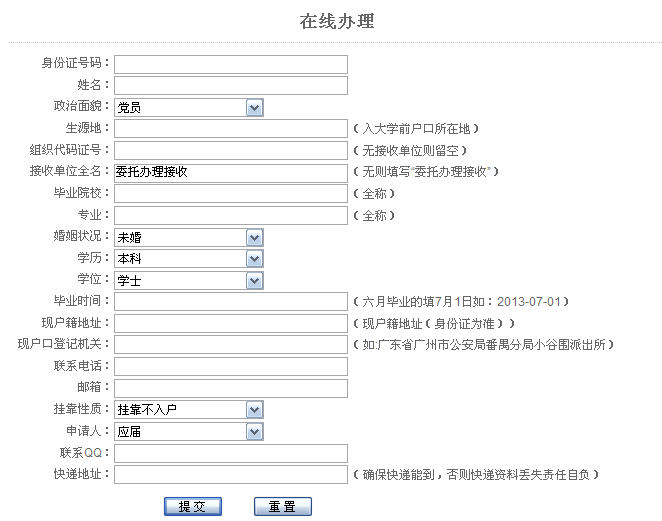 在线办理
身份证号码：
姓名：
政治面貌： 党员
生源地： （入大学前户口所在地）
组织代码证号： （无接收单位则留空）
接收单位全名： 委托办理接收 （无则填写"委托办理接收"）
毕业院校： （全称）
专业： （全称）
婚姻状况： 未婚
学历： 本科
学位： 学士
毕业时间： （六月毕业的填7月1日如：2013-07-01）
现户籍地址： （现户籍地址（身份证为准））
现户口登记机关： （如:广东省广州市公安局番禺分局小谷围派出所）
联系电话：
邮箱：
挂靠性质： 挂靠不入户
申请人： 应届
联系QQ：
快递地址： （确保快递能到，否则快递资料丢失责任自负）
提交 重置